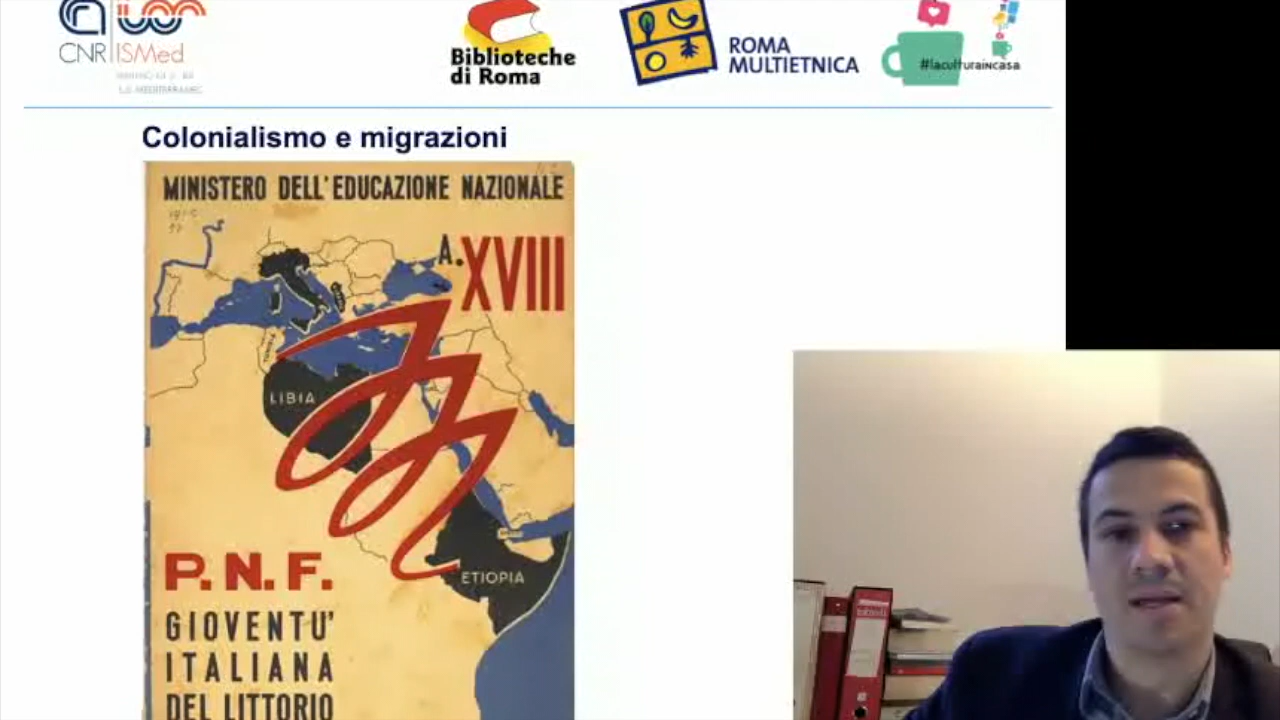 CNR ISMed
Biblioteche
di Roma
ROMA
MULTIETNICA
#laculturaINcasa
Colonialismo e migrazioni
MINISTERO DELL'EDUCAZIONE NAZIONALE
A. XVIII
LIBIA
ETIOPIA
P. N. F.
GIOVENTU'
ITALIANA
DEL LITTORIO